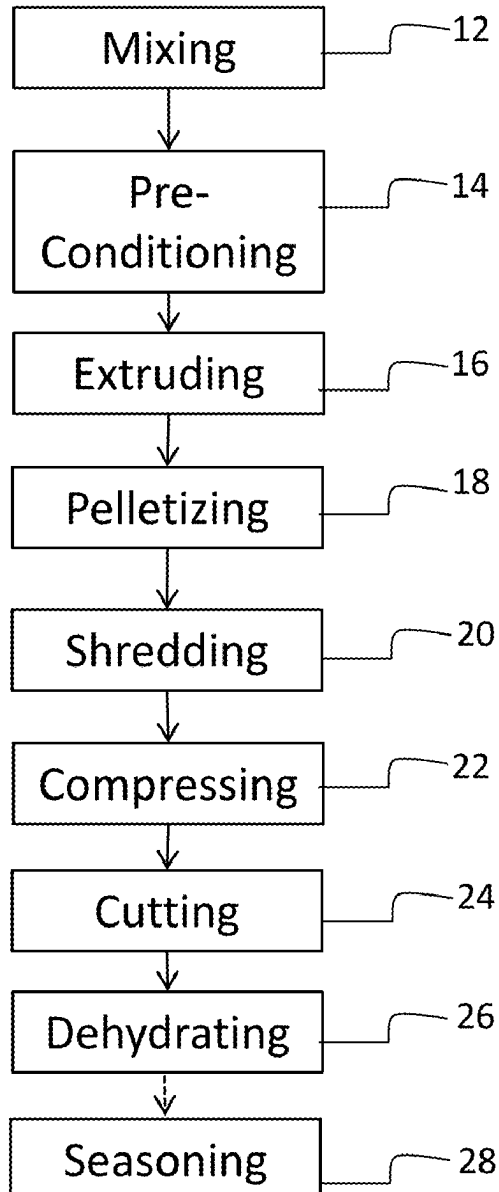 Mixing 12
Pre-
Conditioning 14
Extruding 16
Pelletizing 18
Shredding 20
Compressing 22
Cutting 24
Dehydrating 26
Seasoning 28